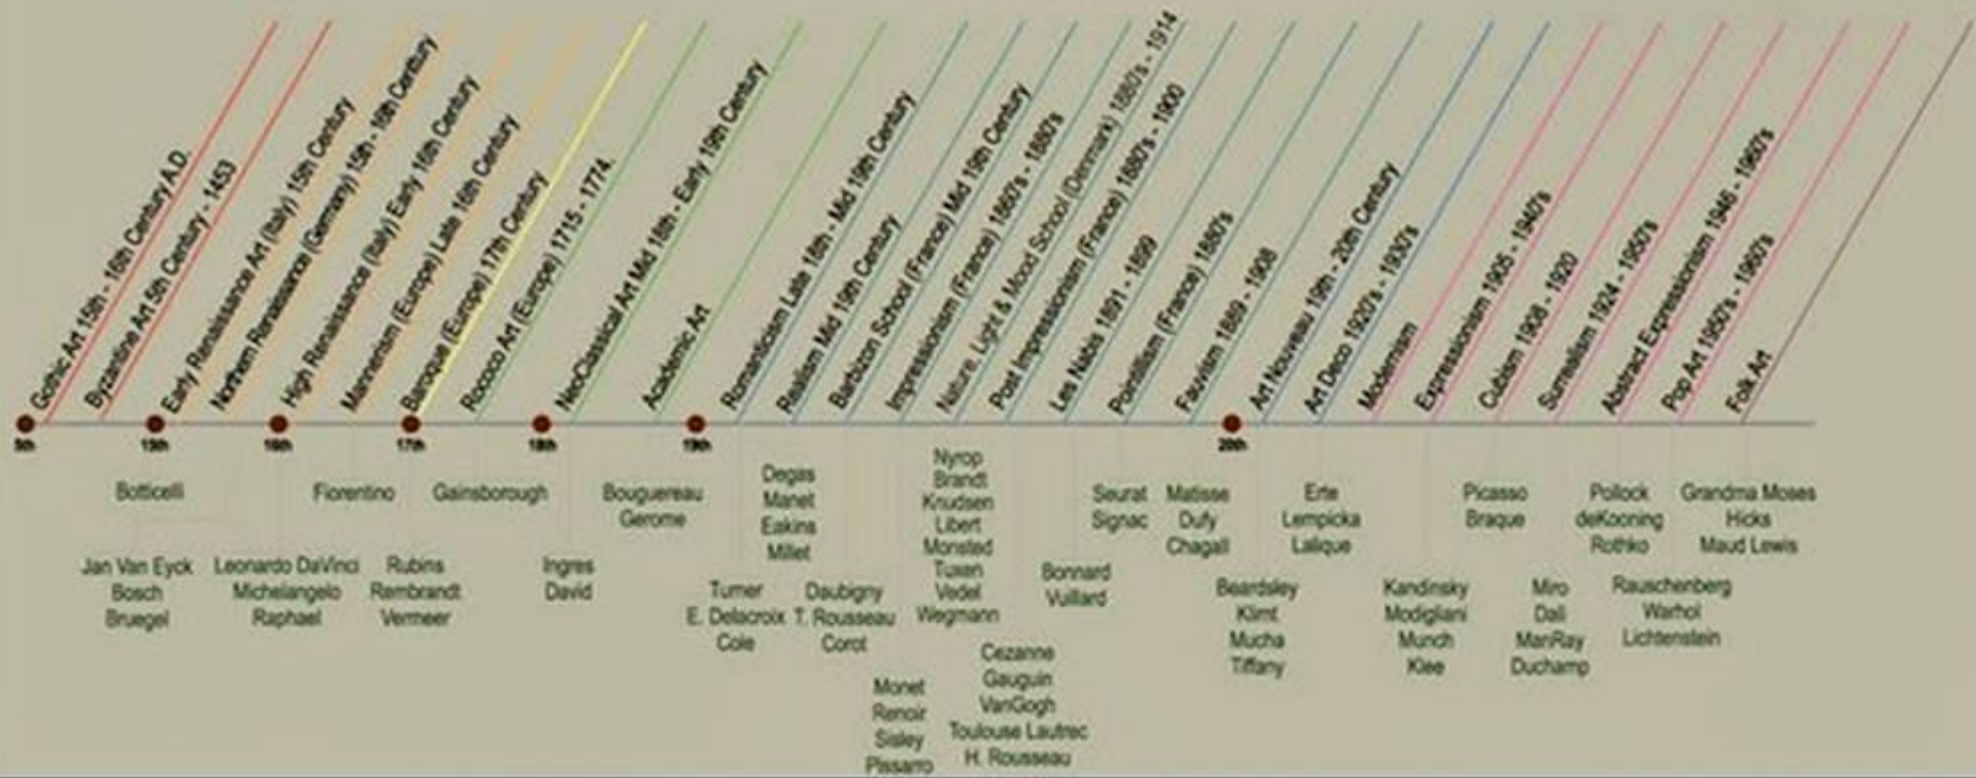 Gothic Art 15th - 16th Century A.D.
Byzantine Art 5th Century - 1453
Early Renaissance Art (Italy) 15th Century
Northern Renaissance (Germany) 15th - 16th Century
High Renaissance (Italy) Early 16th Century
Mannerism (Europe) Late 16th Century
Baroque (Europe) 17th Century
Rococo Art (Europe) 1715 - 1774
NeoClassical Art Mid 18th - Early 19th Century
Academic Art
Romanticism Late 18th - Mid 19th Century
Realism Mid 19th Century
Barbizon School (France) Mid 19th Century
Impressionism (France) 1860's - 1880's
Nature, Light & Mood School (Denmark) 1880's - 1914
Post Impressionism (France) 1880's - 1900
Les Nabis 1891 - 1899
Pointillism (France) 1880's
Fauvism 1889 - 1908
Art Nouveau 19th - 20th Century
Art Deco 1920's - 1930's
Modernism
Expressionism 1905 - 1940's
Cubism 1908 - 1920
Surrealism 1924 - 1950's
Abstract Expressionism 1946 - 1960's
Pop Art 1950's - 1960's
Folk Art
5th
15th
16th
17th
18th
19th
20th
Botticelli
Jan Van Eyck
Bosch
Bruegel
Leonardo DaVinci
Michelangelo
Raphael
Fiorentino
Rubins
Rembrandt
Vermeer
Gainsborough
Ingres
David
Bouguereau
Gerome
Turner
E. Delacroix
Cole
Degas
Manet
Eakins
Millet
Daubigny
T. Rousseau
Corot
Monet
Renoir
Sisley
Pissarro
Nyrop
Brandt
Knudsen
Libert
Monsted
Tuxen
Vedel
Wegmann
Cezanne
Gauguin
VanGogh
Toulouse Lautrec
H. Rousseau
Bonnard
Vuillard
Seurat
Signac
Matisse
Dufy
Chagall
Beardsley
Klimt
Mucha
Tiffany
Erte
Lempicka
Lalique
Kandinsky
Modigliani
Munch
Klee
Picasso
Braque
Miro
Dali
ManRay
Duchamp
Pollock
deKooning
Rothko
Rauschenberg
Warhol
Lichtenstein
Grandma Moses
Hicks
Maud Lewis